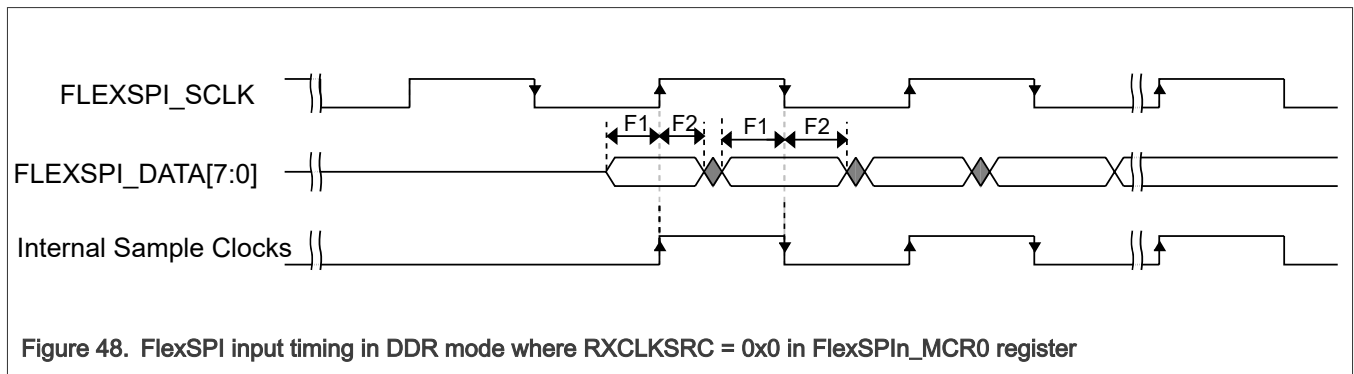 FLEXSPI_SCLK
F1 F2 F1 F2
FLEXSPI_DATA[7:0]
Internal Sample Clocks
Figure 48. FlexSPI input timing in DDR mode where RXCLKSRC = 0x0 in FlexSPIn_MCR0 register